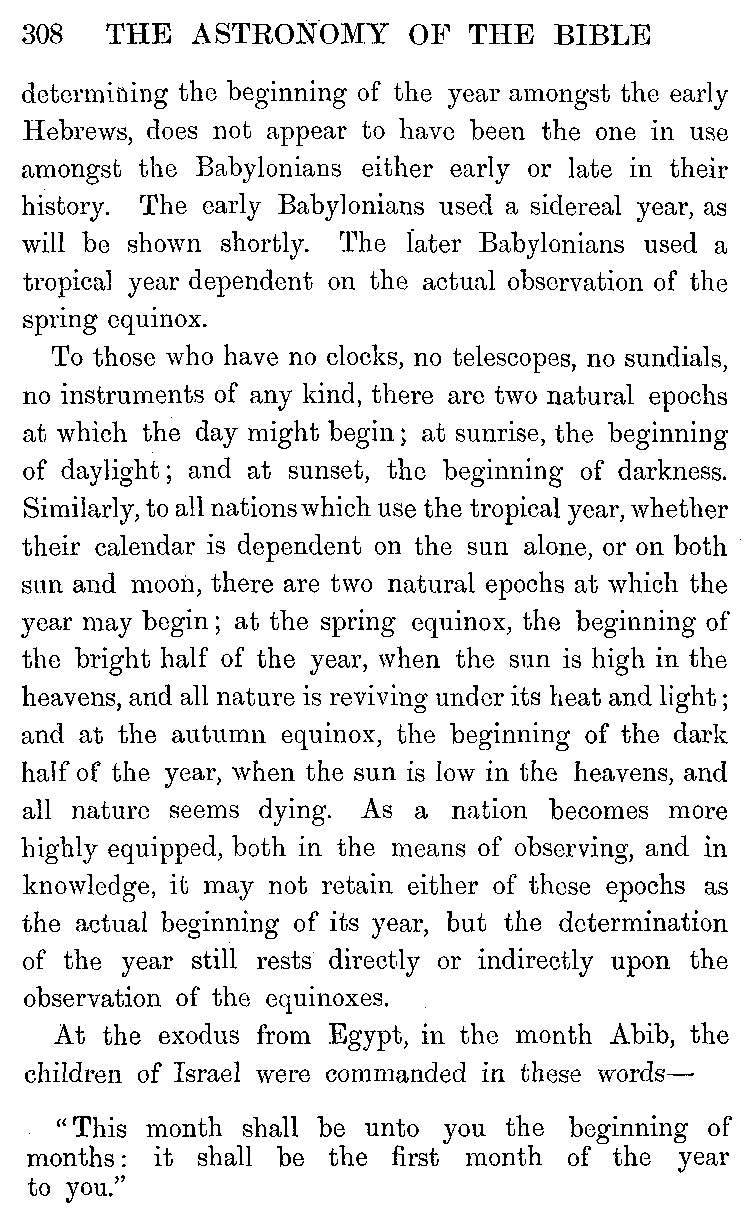 308 THE ASTRONOMY OF THE BIBLE
determining the beginning of the year amongst the early
Hebrews, does not appear to have been the one in use
amongst the Babylonians either early or late in their
history. The early Babylonians used a sidereal year, as
will be shown shortly. The later Babylonians used a
tropical year dependent on the actual observation of the
spring equinox.
To those who have no clocks, no telescopes, no sundials,
no instruments of any kind, there are two natural epochs
at which the day might begin; at sunrise, the beginning
of daylight; and at sunset, the beginning of darkness.
Similarly, to all nations which use the tropical year, whether
their calendar is dependent on the sun alone, or on both
sun and moon, there are two natural epochs at which the
year may begin; at the spring equinox, the beginning of
the bright half of the year, when the sun is high in the
heavens, and all nature is reviving under its heat and light;
and at the autumn equinox, the beginning of the dark
half of the year, when the sun is low in the heavens, and
all nature seems dying. As a nation becomes more
highly equipped, both in the means of observing, and in
knowledge, it may not retain either of these epochs as
the actual beginning of its year, but the determination
of the year still rests directly or indirectly upon the
observation of the equinoxes.
At the exodus from Egypt, in the month Abib, the
children of Israel were commanded in these words—
“This month shall be unto you the beginning of
months: it shall be the first month of the year
to you.”